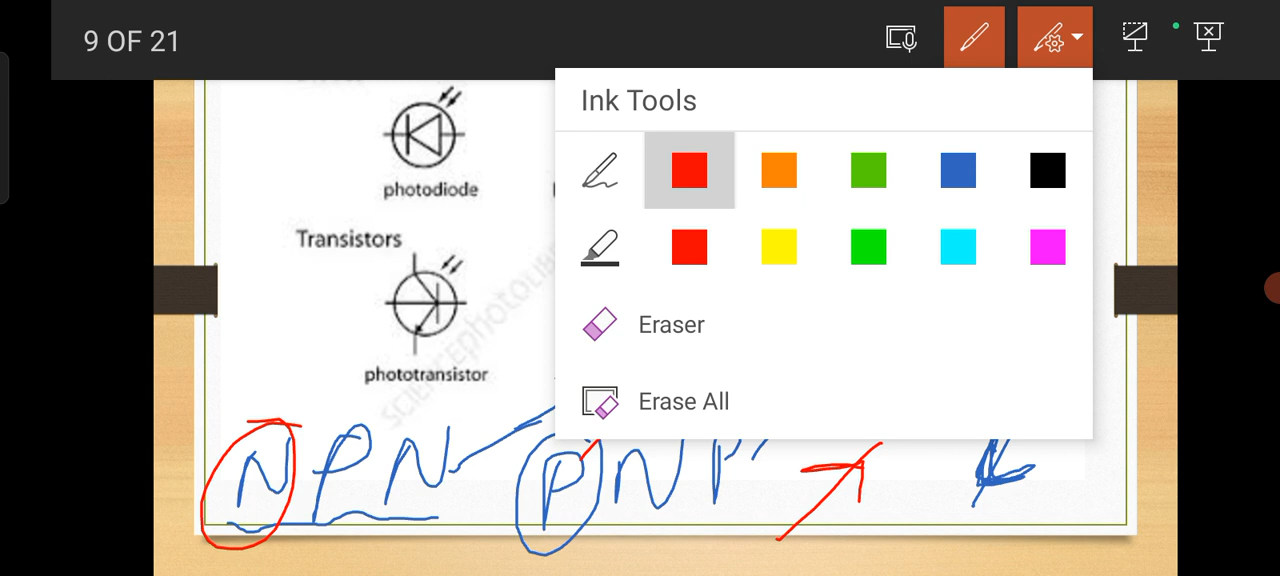 9 OF 21
Ink Tools
photodiode
Transistors
Eraser
phototransistor
Erase All
NPN PNP